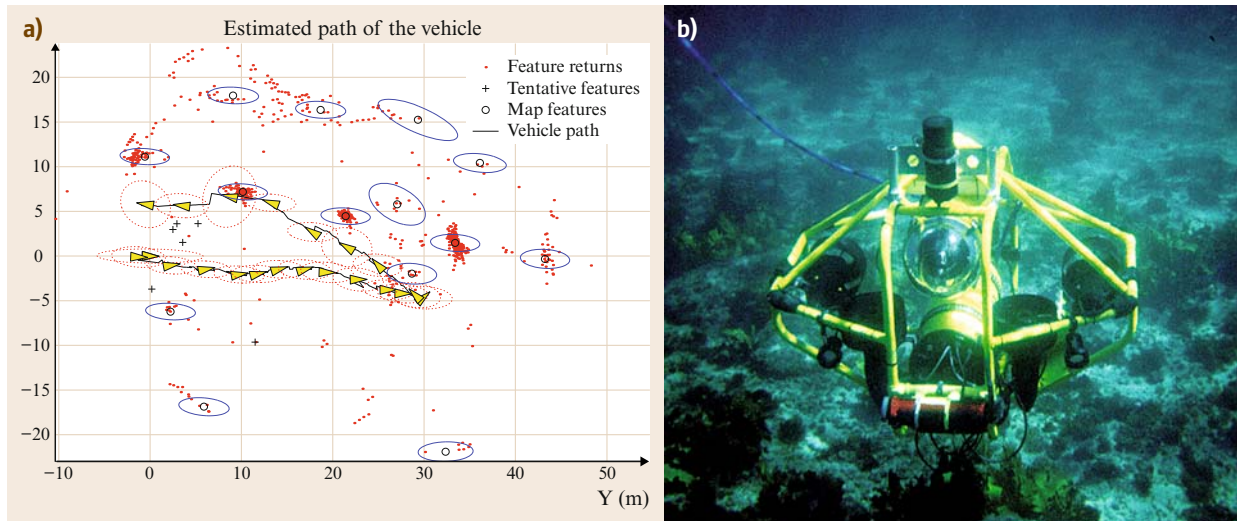 a)
Estimated path of the vehicle
20
15
10
5
0
−5
−10
−15
−20
Feature returns
Tentative features
Map features
Vehicle path
−10
0
10
20
30
40
50
Y (m)
b)